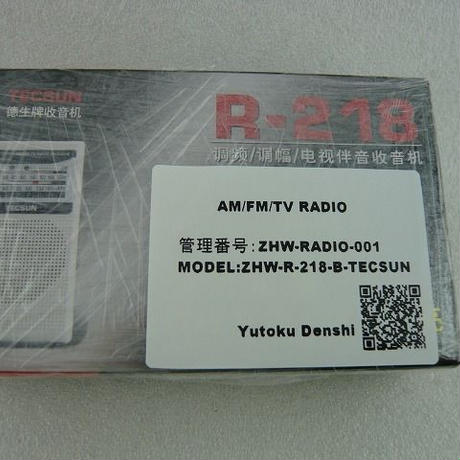 TECSUN
德生牌收音机
R-218
调频/调幅/电视伴音收音机
TECSUN
AM/FM/TV RADIO
管理番号:ZHW-RADIO-001
MODEL:ZHW-R-218-B-TECSUN
Yutoku Denshi